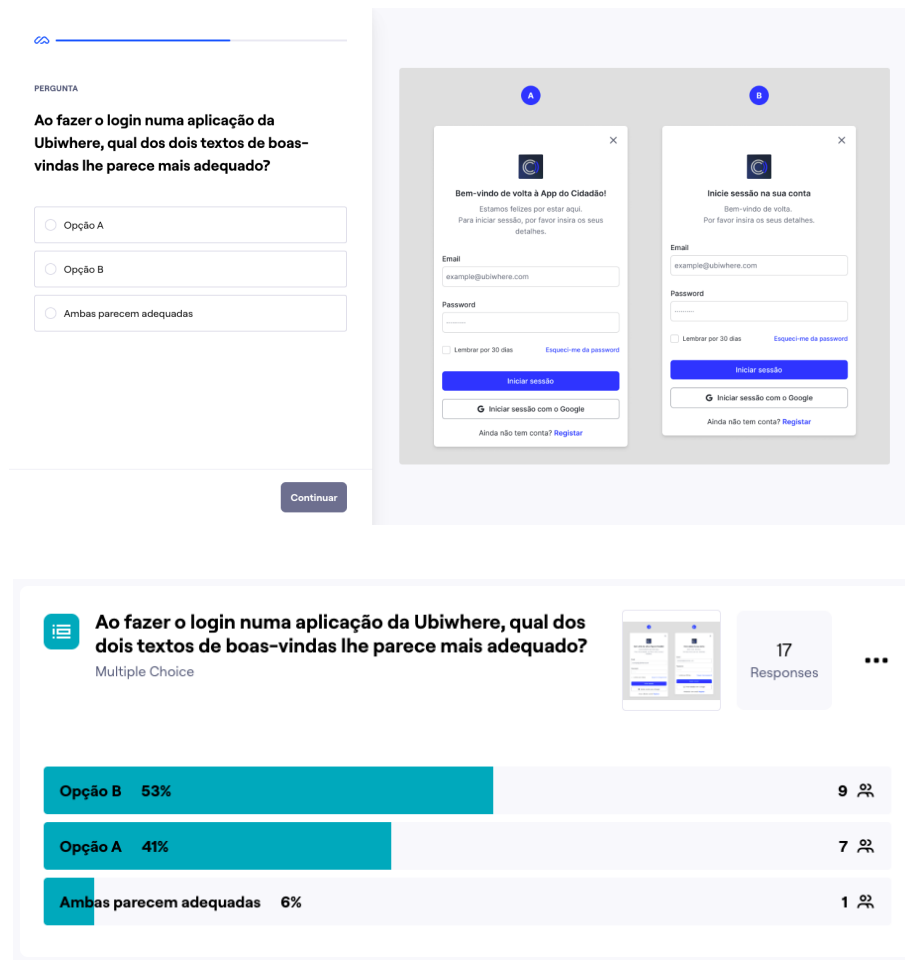 PERGUNTA
Ao fazer o login numa aplicação da
Ubiwhere, qual dos dois textos de boas-
vindas lhe parece mais adequado?
Opção A
Opção B
Ambas parecem adequadas
Continuar
A
Bem-vindo de volta à App do Cidadão!
Estamos felizes por estar aqui.
Para iniciar sessão, por favor insira os seus
detalhes.
Email
example@ubiwhere.com
Password
Lembrar por 30 dias
Esqueci-me da password
Iniciar sessão
G Iniciar sessão com o Google
Ainda não tem conta? Registar
B
Inicie sessão na sua conta
Bem-vindo de volta.
Por favor insira os seus detalhes.
Email
example@ubiwhere.com
Password
Lembrar por 30 dias
Esqueci-me da password
Iniciar sessão
G Iniciar sessão com o Google
Ainda não tem conta? Registar
Ao fazer o login numa aplicação da Ubiwhere, qual dos
dois textos de boas-vindas lhe parece mais adequado?
Multiple Choice
17
Responses
Opção B 53%
9
Opção A 41%
7
Ambas parecem adequadas 6%
1